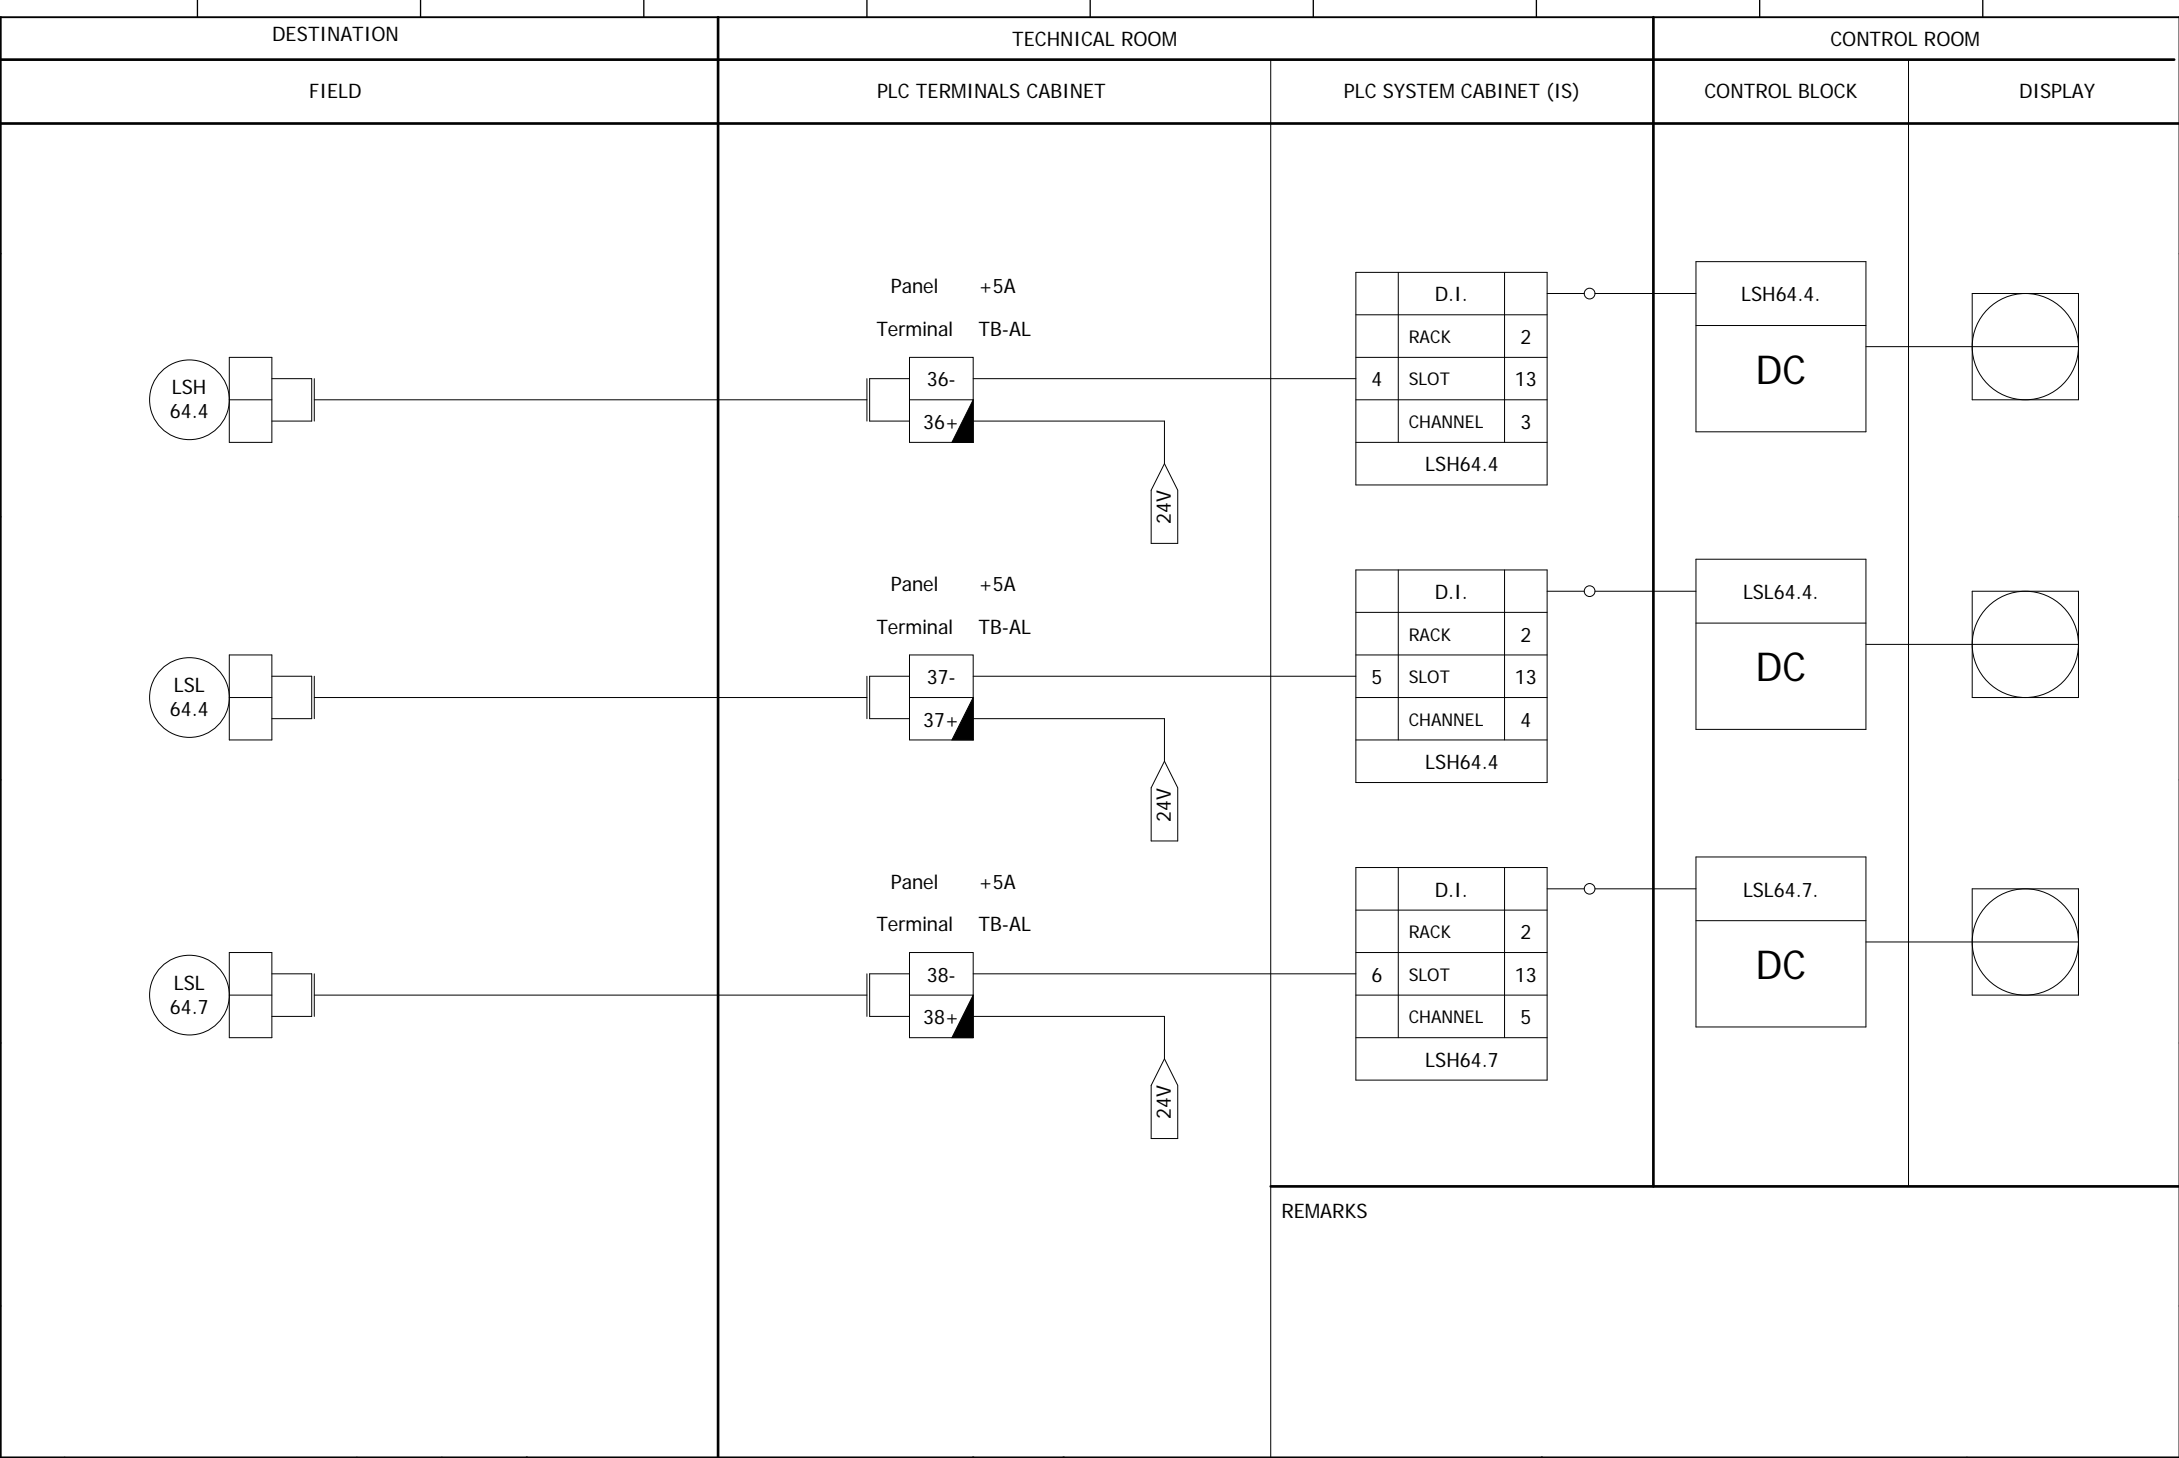 DESTINATION
TECHNICAL ROOM
CONTROL ROOM
FIELD
PLC TERMINALS CABINET
PLC SYSTEM CABINET (IS)
CONTROL BLOCK
DISPLAY
LSH
64.4
Panel +5A
Terminal TB-AL
36-
36+
24V
D.I.
RACK 2
4 SLOT 13
CHANNEL 3
LSH64.4
LSH64.4.
DC
LSL
64.4
Panel +5A
Terminal TB-AL
37-
37+
24V
D.I.
RACK 2
5 SLOT 13
CHANNEL 4
LSH64.4
LSL64.4.
DC
LSL
64.7
Panel +5A
Terminal TB-AL
38-
38+
24V
D.I.
RACK 2
6 SLOT 13
CHANNEL 5
LSH64.7
LSL64.7.
DC
REMARKS